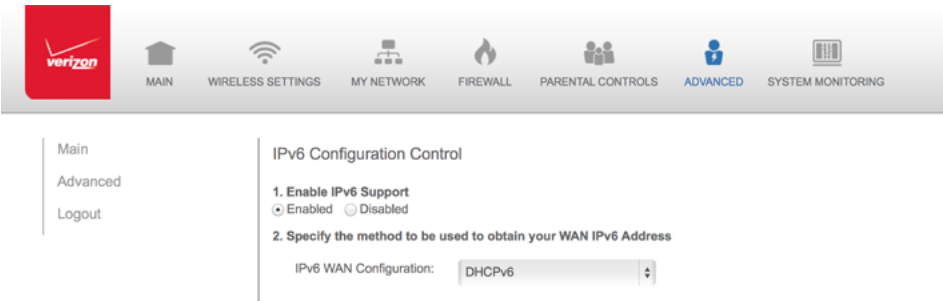 verizon
MAIN
WIRELESS SETTINGS
MY NETWORK
FIREWALL
PARENTAL CONTROLS
ADVANCED
SYSTEM MONITORING
Main
Advanced
Logout
IPv6 Configuration Control
1. Enable IPv6 Support
Enabled Disabled
2. Specify the method to be used to obtain your WAN IPv6 Address
IPv6 WAN Configuration: DHCPv6